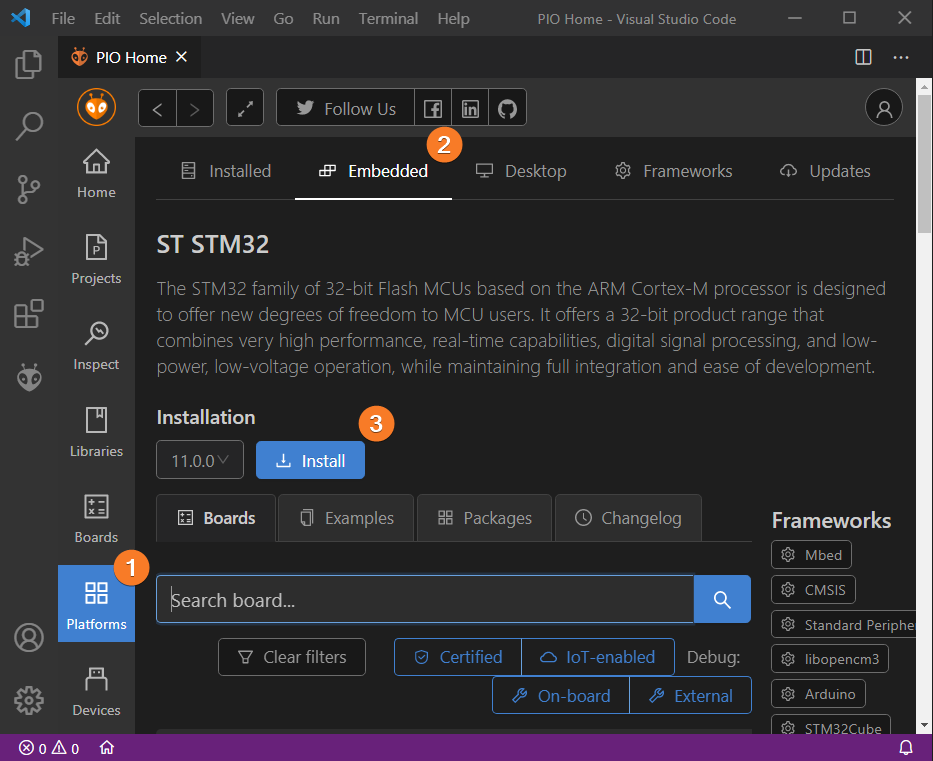 File Edit Selection View Go Run Terminal Help PIO Home - Visual Studio Code
PIO Home
Follow Us
2
Installed Embedded Desktop Frameworks Updates
Home
Projects
Inspect
Libraries
Boards
1
Platforms
Devices
ST STM32
The STM32 family of 32-bit Flash MCUs based on the ARM Cortex-M processor is designed
to offer new degrees of freedom to MCU users. It offers a 32-bit product range that
combines very high performance, real-time capabilities, digital signal processing, and low-
power, low-voltage operation, while maintaining full integration and ease of development.
Installation
3
11.0.0 Install
Boards Examples Packages Changelog
Search board...
Clear filters Certified IoT-enabled Debug:
On-board External
Frameworks
Mbed
CMSIS
Standard Periphe
libopencm3
Arduino
STM32Cube
0 0